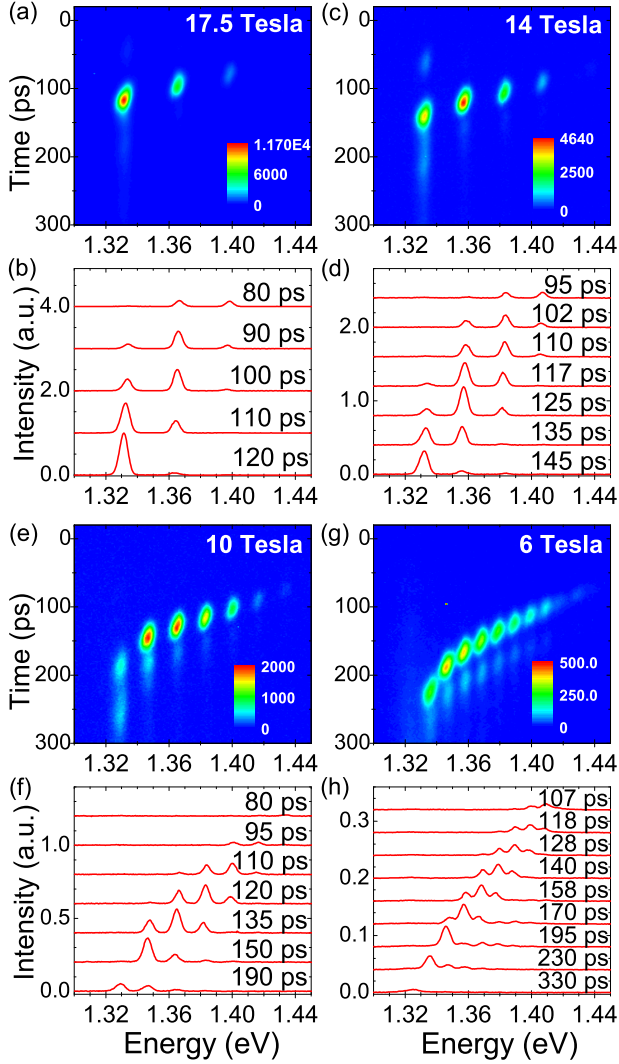 (a) 17.5 Tesla (c) 14 Tesla
0
100
200
300
Time (ps)
1.170E4
6000
0
4640
2500
0
1.32 1.36 1.40 1.44 1.32 1.36 1.40 1.44
(b)
4.0
2.0
0.0
Intensity (a.u.)
80 ps
90 ps
100 ps
110 ps
120 ps
(d)
2.0
1.0
0.0
95 ps
102 ps
110 ps
117 ps
125 ps
135 ps
145 ps
1.32 1.36 1.40 1.44 1.32 1.36 1.40 1.44
(e) 10 Tesla (g) 6 Tesla
0
100
200
300
Time (ps)
2000
1000
0
500.0
250.0
0
1.32 1.36 1.40 1.44 1.32 1.36 1.40 1.44
(f)
1.0
0.5
0.0
Intensity (a.u.)
80 ps
95 ps
110 ps
120 ps
135 ps
150 ps
190 ps
(h)
0.3
0.2
0.1
0.0
107 ps
118 ps
128 ps
140 ps
158 ps
170 ps
195 ps
230 ps
330 ps
1.32 1.36 1.40 1.44 1.32 1.36 1.40 1.44
Energy (eV) Energy (eV)